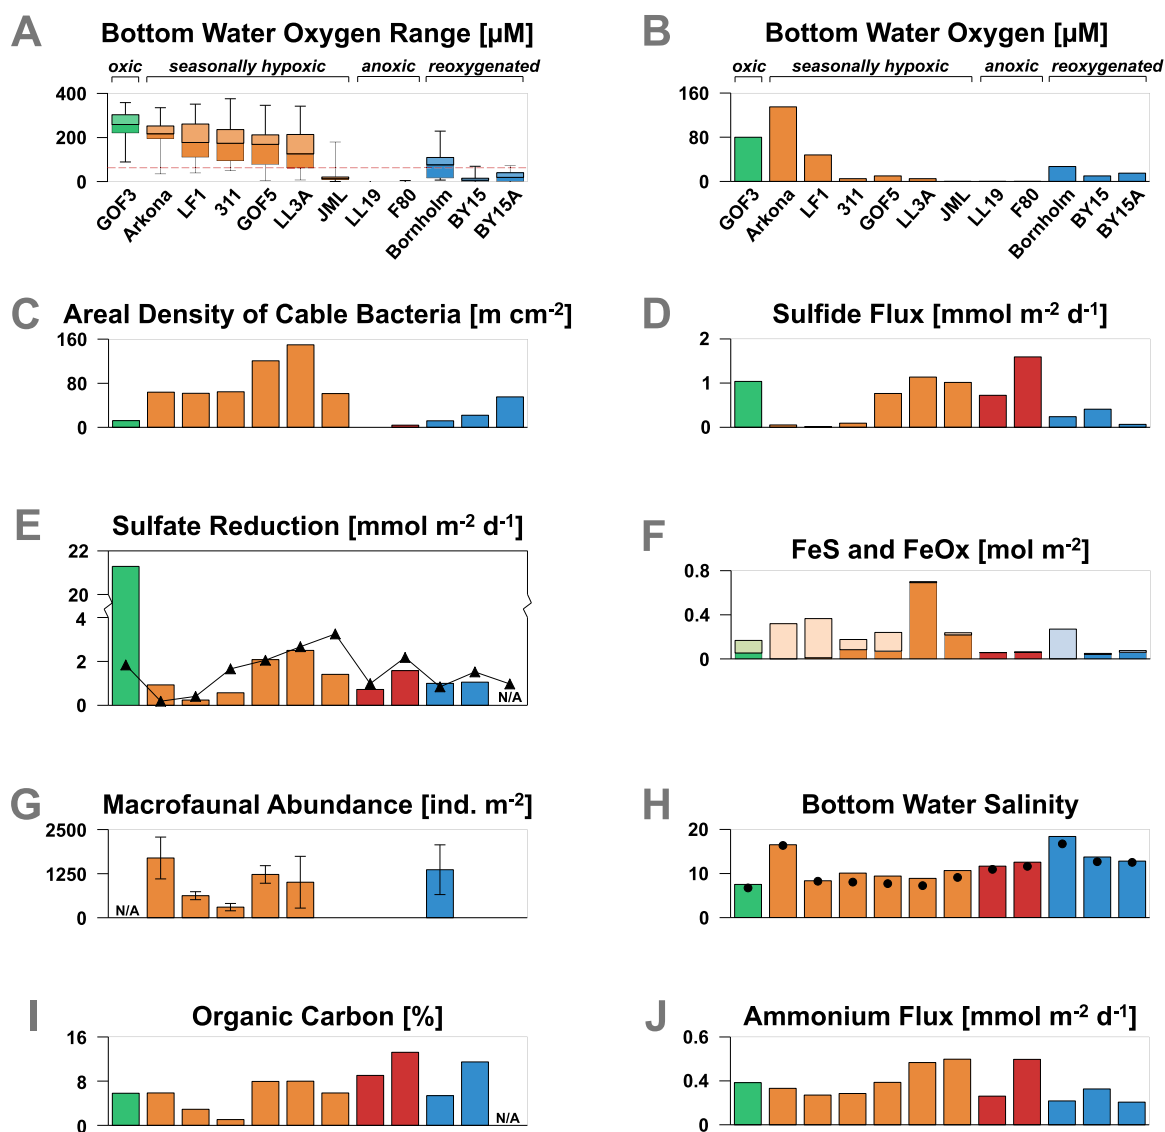 A
Bottom Water Oxygen Range [µM]
oxic seasonally hypoxic anoxic reoxygenated
400
200
0
GOF3 Arkona LF1 311 GOF5 LL3A JML LL19 F80 Bornholm BY15 BY15A
B
Bottom Water Oxygen [µM]
oxic seasonally hypoxic anoxic reoxygenated
160
80
0
GOF3 Arkona LF1 311 GOF5 LL3A JML LL19 F80 Bornholm BY15 BY15A
C
Areal Density of Cable Bacteria [m cm-2]
160
80
0
D
Sulfide Flux [mmol m-2 d-1]
2
1
0
E
Sulfate Reduction [mmol m-2 d-1]
22
20
4
2
0
N/A
F
FeS and FeOx [mol m-2]
0.8
0.4
0
G
Macrofaunal Abundance [ind. m-2]
2500
1250
0
N/A
H
Bottom Water Salinity
20
10
0
I
Organic Carbon [%]
16
8
0
N/A
J
Ammonium Flux [mmol m-2 d-1]
0.6
0.4
0